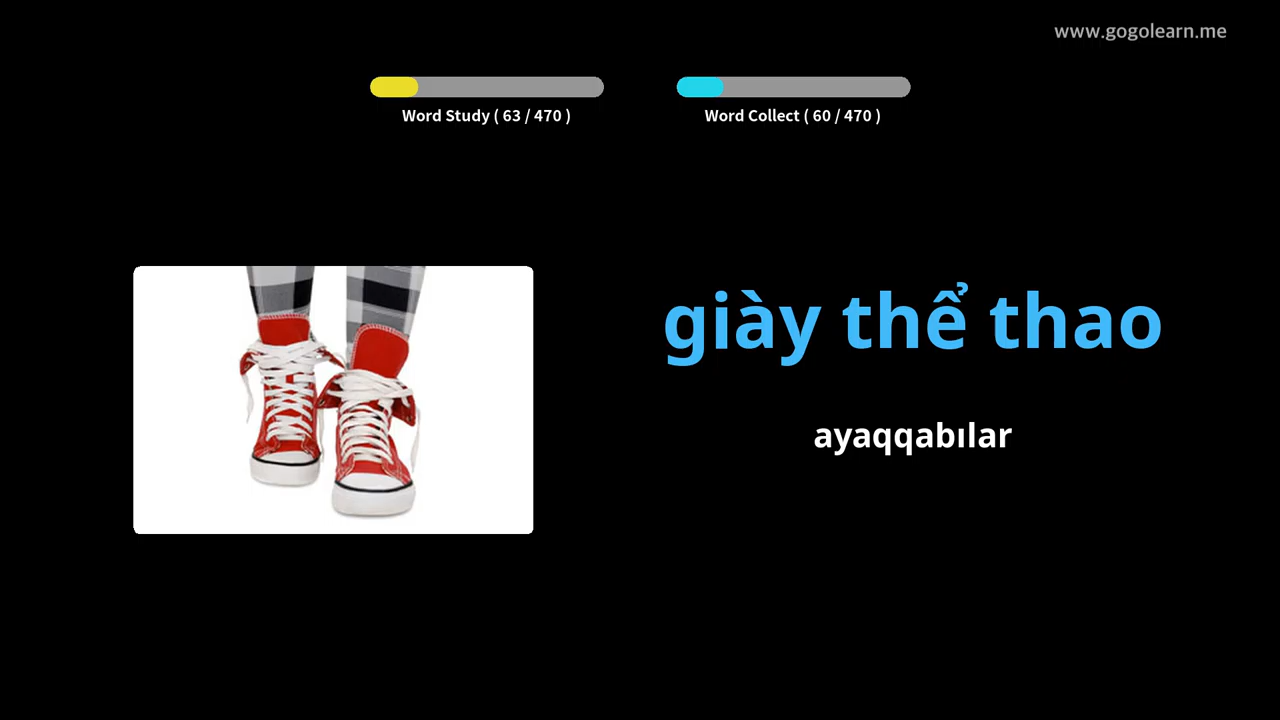 www.gogolearn.me
Word Study ( 63 / 470 )
Word Collect ( 60 / 470 )
giày thể thao
ayaqqabılar